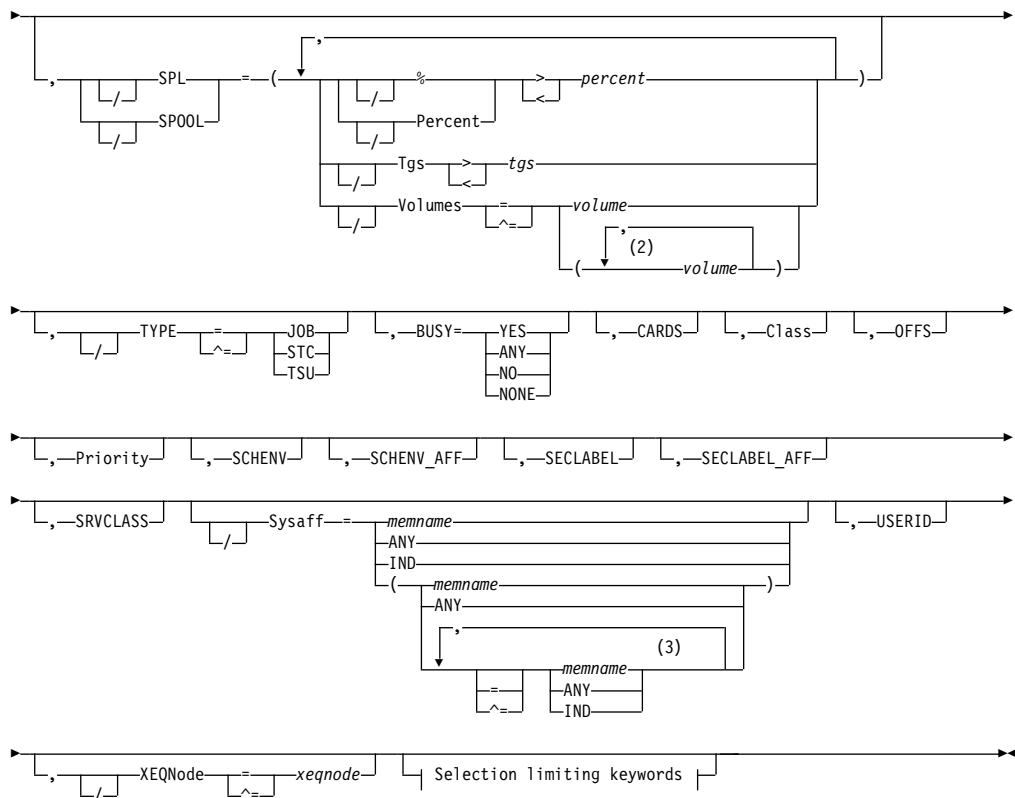 ,
, / SPL = ( / % > percent )
/ SPOOL / Percent <
/ Tgs > tgs
<
/ Volumes = volume
^= ,
(2)
( volume )
, / TYPE = JOB , BUSY= YES , CARDS , Class , OFFS
^= STC ANY
TSU NO
NONE
, Priority , SCHENV , SCHENV_AFF , SECLABEL , SECLABEL_AFF
, SRVCLASS / Sysaff = memname , USERID
ANY
IND
( memname )
ANY
,
(3)
= memname
^= ANY
IND
, / XEQNode = xeqnode Selection limiting keywords
^=